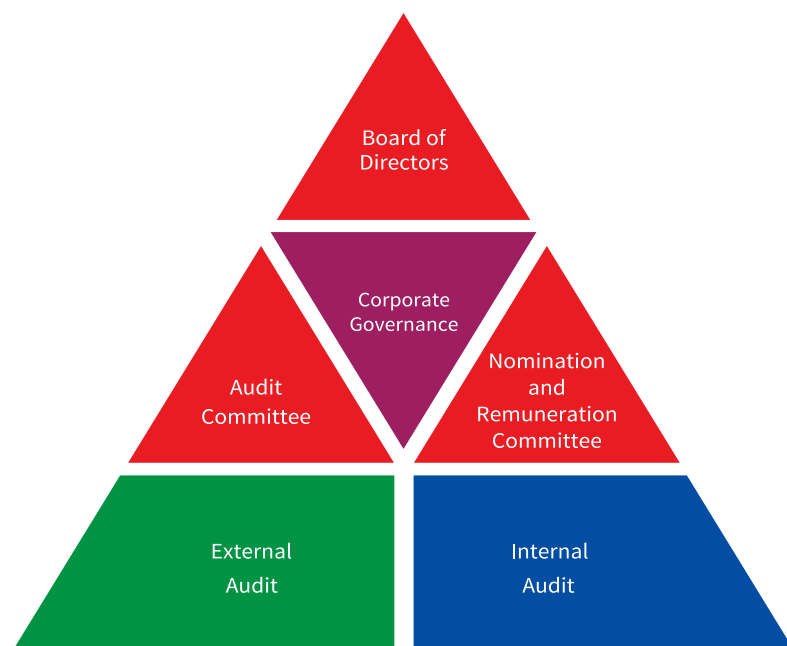 Board of
Directors
Corporate
Governance
Audit
Committee
Nomination
and
Remuneration
Committee
External
Audit
Internal
Audit